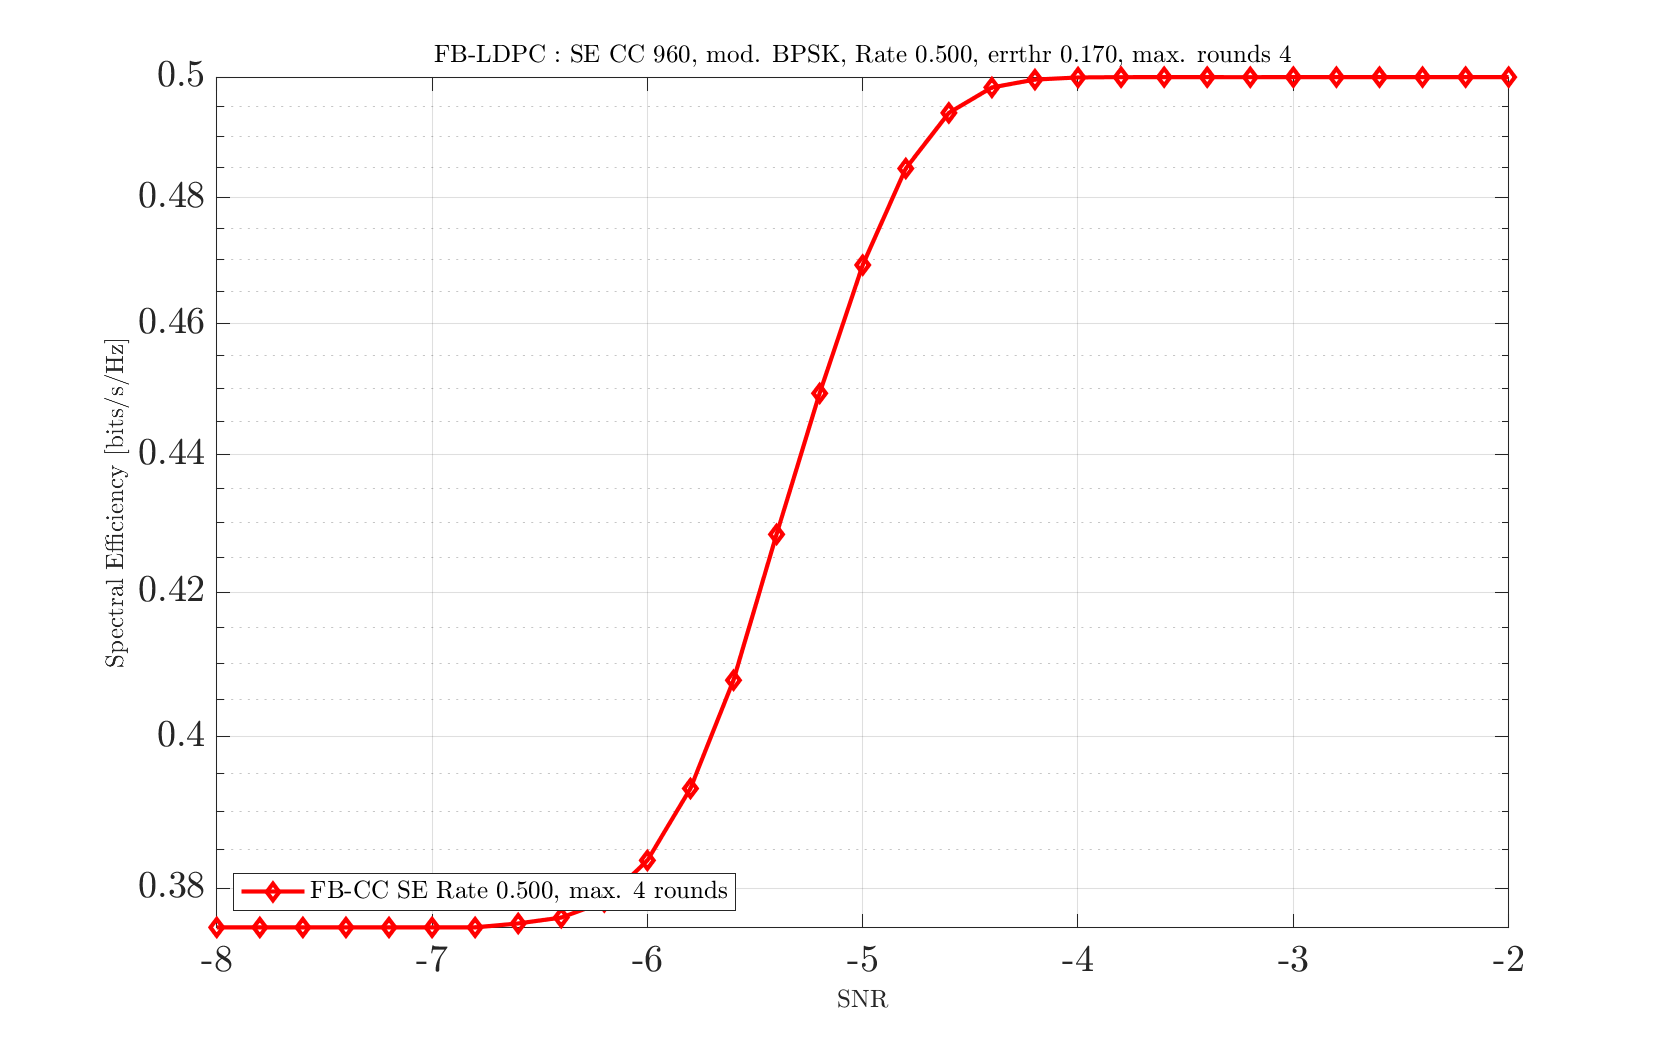 FB-LDPC : SE CC 960, mod. BPSK, Rate 0.500, errthr 0.170, max. rounds 4
0.5
0.48
0.46
0.44
0.42
0.4
0.38
Spectral Efficiency [bits/s/Hz]
FB-CC SE Rate 0.500, max. 4 rounds
-8 -7 -6 -5 -4 -3 -2
SNR